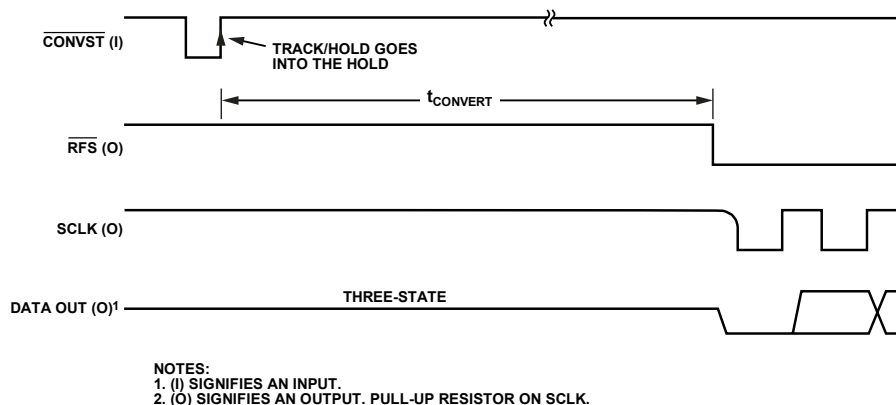 CONVST (I)
TRACK/HOLD GOES
INTO THE HOLD
tCONVERT
RFS (O)
SCLK (O)
THREE-STATE
DATA OUT (O)1
NOTES:
1. (I) SIGNIFIES AN INPUT.
2. (O) SIGNIFIES AN OUTPUT. PULL-UP RESISTOR ON SCLK.